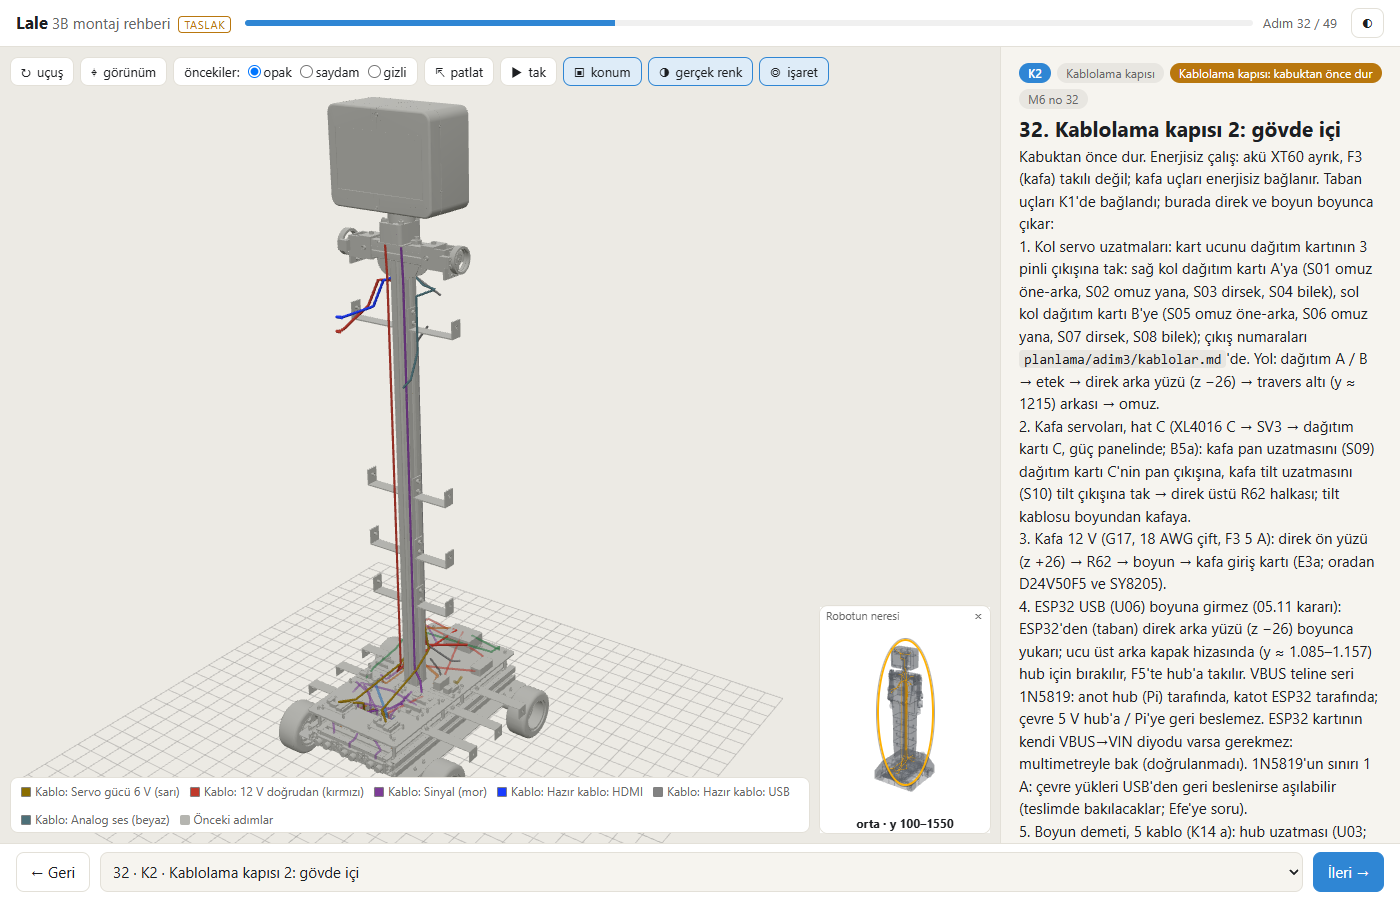 Lale 3B montaj rehberi TASLAK
Adım 32 / 49
↻ uçuş
⌖ görünüm
öncekiler: opak saydam gizli
⇱ patlat
▶ tak
▣ konum
◑ gerçek renk
◎ işaret
K2 Kablolama kapısı Kablolama kapısı: kabuktan önce dur
M6 no 32
32. Kablolama kapısı 2: gövde içi
Kabuktan önce dur. Enerjisiz çalış: akü XT60 ayrık, F3
(kafa) takılı değil; kafa uçları enerjisiz bağlanır. Taban
uçları K1'de bağlandı; burada direk ve boyun boyunca
çıkar:
1. Kol servo uzatmaları: kart ucunu dağıtım kartının 3
pinli çıkışına tak: sağ kol dağıtım kartı A'ya (S01 omuz
öne-arka, S02 omuz yana, S03 dirsek, S04 bilek), sol
kol dağıtım kartı B'ye (S05 omuz öne-arka, S06 omuz
yana, S07 dirsek, S08 bilek); çıkış numaraları
planlama/adim3/kablolar.md 'de. Yol: dağıtım A / B
→ etek → direk arka yüzü (z −26) → travers altı (y ≈
1215) arkası → omuz.
2. Kafa servoları, hat C (XL4016 C → SV3 → dağıtım
kartı C, güç panelinde; B5a): kafa pan uzatmasını (S09)
dağıtım kartı C'nin pan çıkışına, kafa tilt uzatmasını
(S10) tilt çıkışına tak → direk üstü R62 halkası; tilt
kablosu boyundan kafaya.
3. Kafa 12 V (G17, 18 AWG çift, F3 5 A): direk ön yüzü
(z +26) → R62 → boyun → kafa giriş kartı (E3a; oradan
D24V50F5 ve SY8205).
4. ESP32 USB (U06) boyuna girmez (05.11 kararı):
ESP32'den (taban) direk arka yüzü (z −26) boyunca
yukarı; ucu üst arka kapak hizasında (y ≈ 1.085–1.157)
hub için bırakılır, F5'te hub'a takılır. VBUS teline seri
1N5819: anot hub (Pi) tarafında, katot ESP32 tarafında;
çevre 5 V hub'a / Pi'ye geri beslemez. ESP32 kartının
kendi VBUS→VIN diyodu varsa gerekmez:
multimetreyle bak (doğrulanmadı). 1N5819'un sınırı 1
A: çevre yükleri USB'den geri beslenirse aşılabilir
(teslimde bakılacaklar; Efe'ye soru).
5. Boyun demeti, 5 kablo (K14 a): hub uzatması (U03;
Robotun neresi ×
orta · y 100–1550
Kablo: Servo gücü 6 V (sarı) Kablo: 12 V doğrudan (kırmızı) Kablo: Sinyal (mor) Kablo: Hazır kablo: HDMI Kablo: Hazır kablo: USB
Kablo: Analog ses (beyaz) Önceki adımlar
← Geri
32 · K2 · Kablolama kapısı 2: gövde içi
İleri →